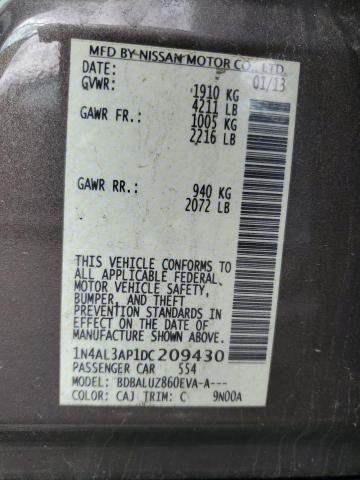 MFD BY NISSAN MOTOR CO., LTD.
DATE: 01/13
GVWR: 1910 KG
4211 LB
GAWR FR: 1005 KG
2216 LB
GAWR RR: 940 KG
2072 LB
THIS VEHICLE CONFORMS TO
ALL APPLICABLE FEDERAL
MOTOR VEHICLE SAFETY,
BUMPER, AND THEFT
PREVENTION STANDARDS
IN EFFECT ON THE DATE OF
MANUFACTURE SHOWN ABOVE.
1N4AL3AP1DC209430
PASSENGER CAR 554
MODEL: BDBALUZ860EVA-A---
COLOR: CAJ TRIM: C 9N00A